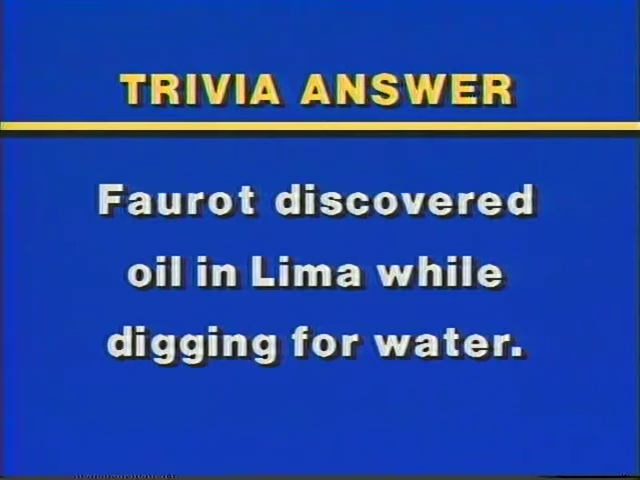 TRIVIA ANSWER
Faurot discovered
oil in Lima while
digging for water.